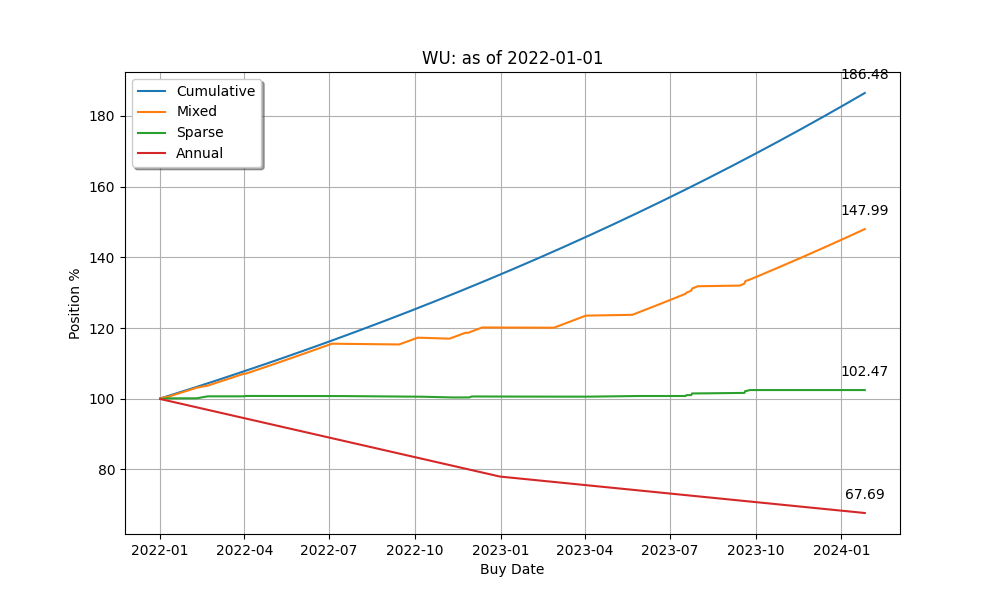 WU: as of 2022-01-01
Cumulative
Mixed
Sparse
Annual
186.48
147.99
102.47
67.69
Position %
180
160
140
120
100
80
2022-01 2022-04 2022-07 2022-10 2023-01 2023-04 2023-07 2023-10 2024-01
Buy Date